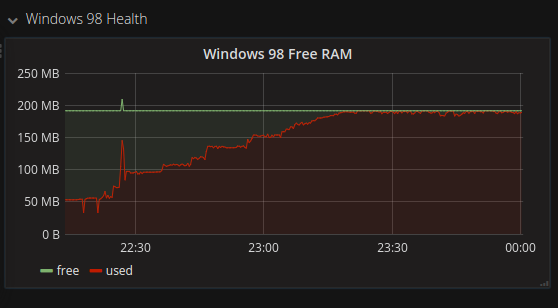 Windows 98 Health
Windows 98 Free RAM
250 MB
200 MB
150 MB
100 MB
50 MB
0 B
22:30 23:00 23:30 00:00
free used